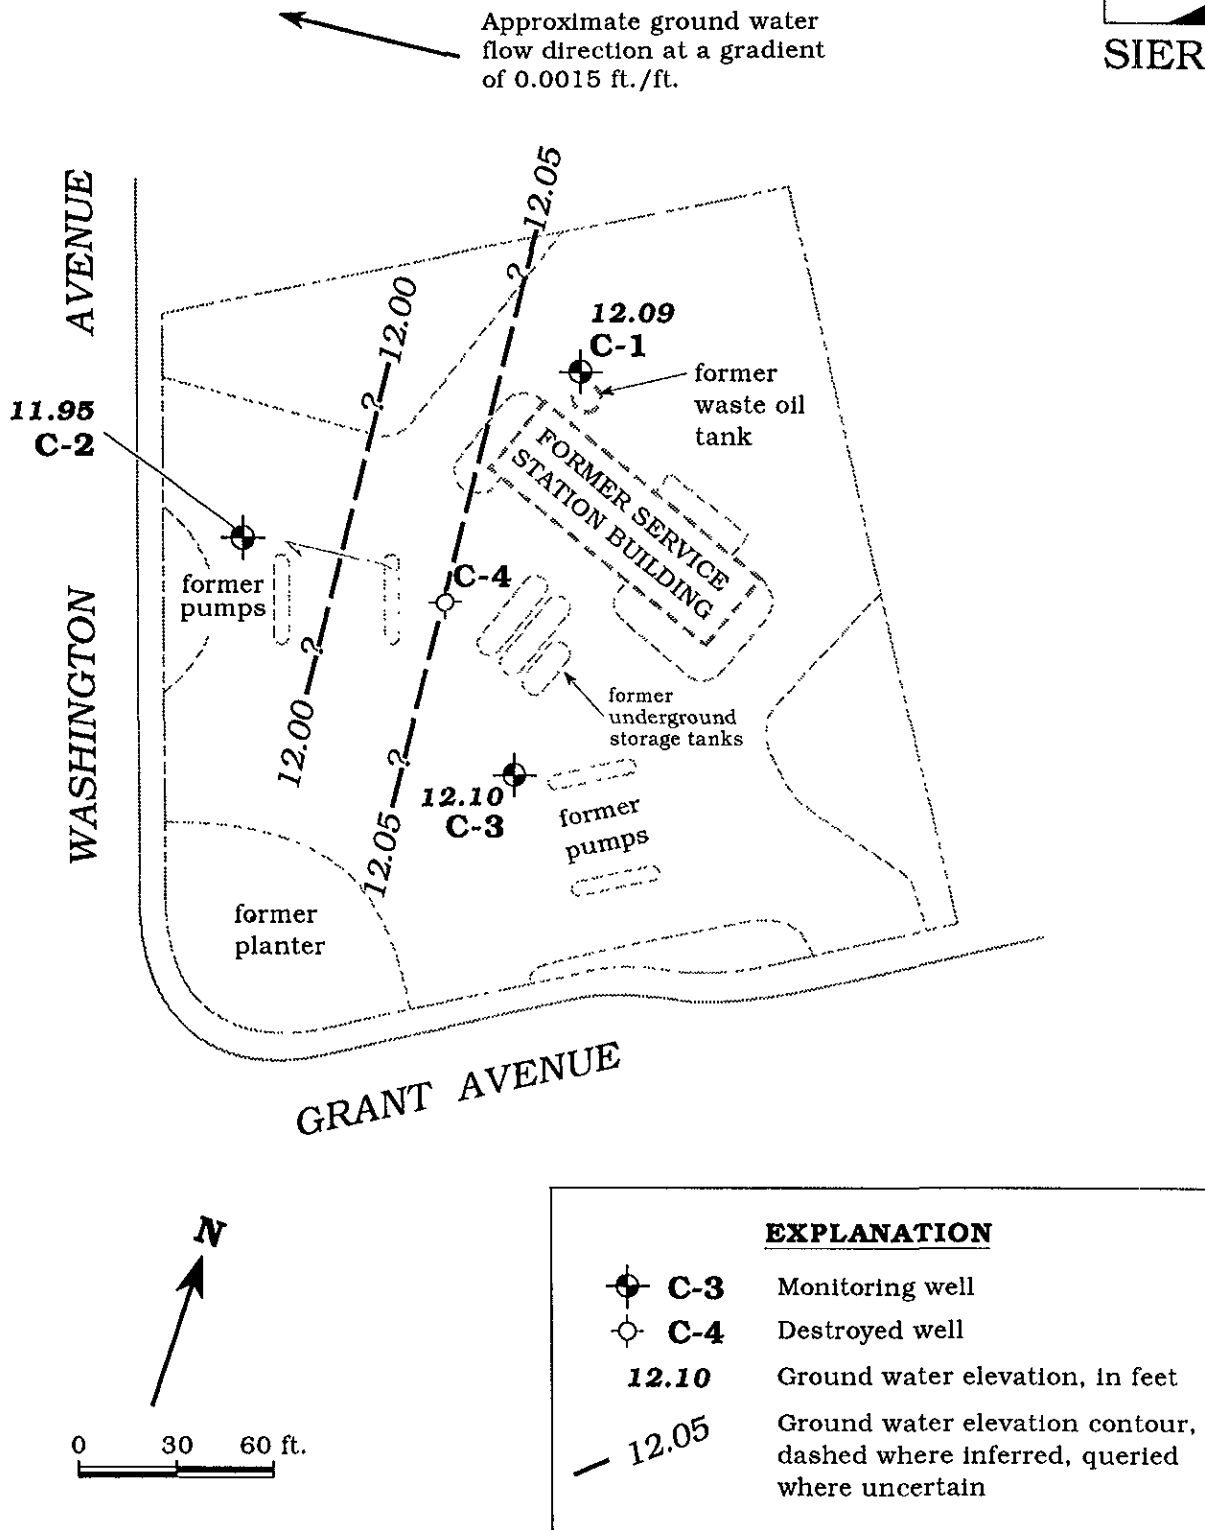 Approximate ground water
flow direction at a gradient
of 0.0015 ft./ft.
SIER
WASHINGTON AVENUE
12.05
?
12.00
?
12.09
C-1
former
waste oil
tank
11.95
C-2
FORMER SERVICE
STATION BUILDING
former
pumps
C-4
?
12.00
former
underground
storage tanks
?
12.05
12.10
C-3
former
pumps
former
planter
GRANT AVENUE
N
0 30 60 ft.
EXPLANATION
C-3 Monitoring well
C-4 Destroyed well
12.10 Ground water elevation, in feet
12.05 Ground water elevation contour,
dashed where inferred, queried
where uncertain